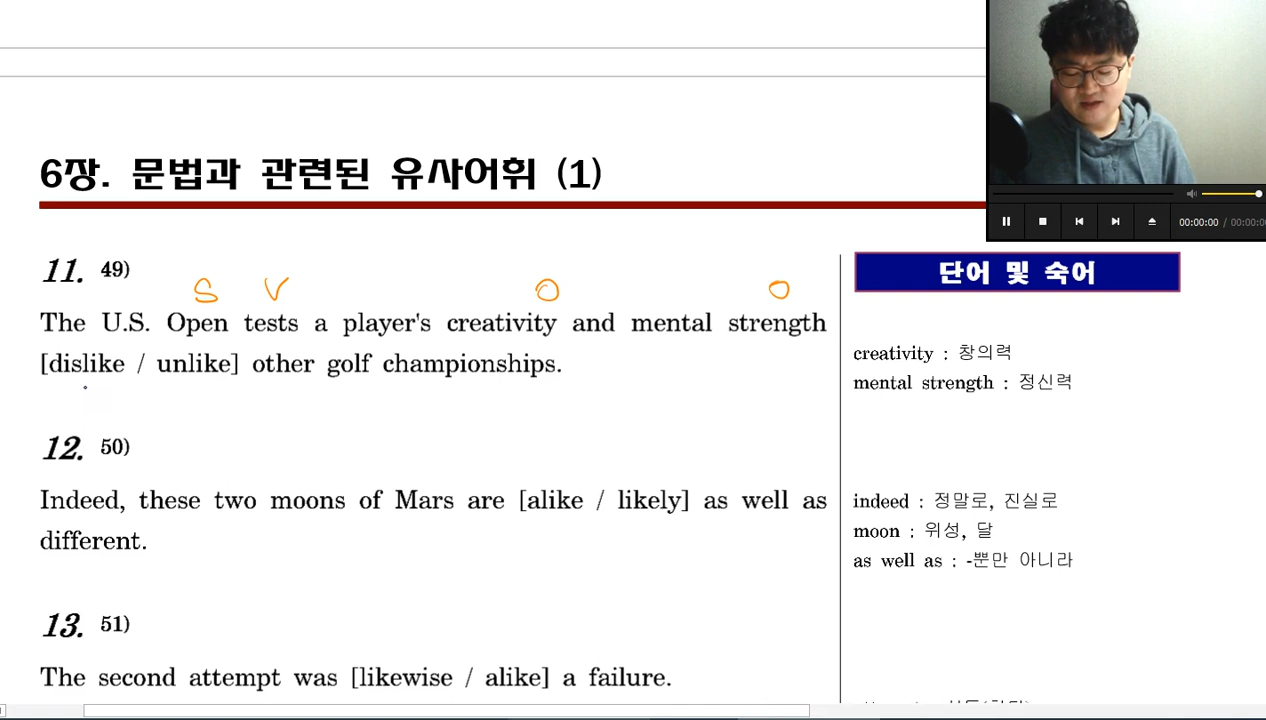 6장. 문법과 관련된 유사어휘 (1)
00:00:00 / 00:00:0
11. 49)
S V O O
The U.S. Open tests a player's creativity and mental strength
[dislike / unlike] other golf championships.
12. 50)
Indeed, these two moons of Mars are [alike / likely] as well as
different.
13. 51)
The second attempt was [likewise / alike] a failure.
단어 및 숙어
creativity : 창의력
mental strength : 정신력
indeed : 정말로, 진실로
moon : 위성, 달
as well as : -뿐만 아니라